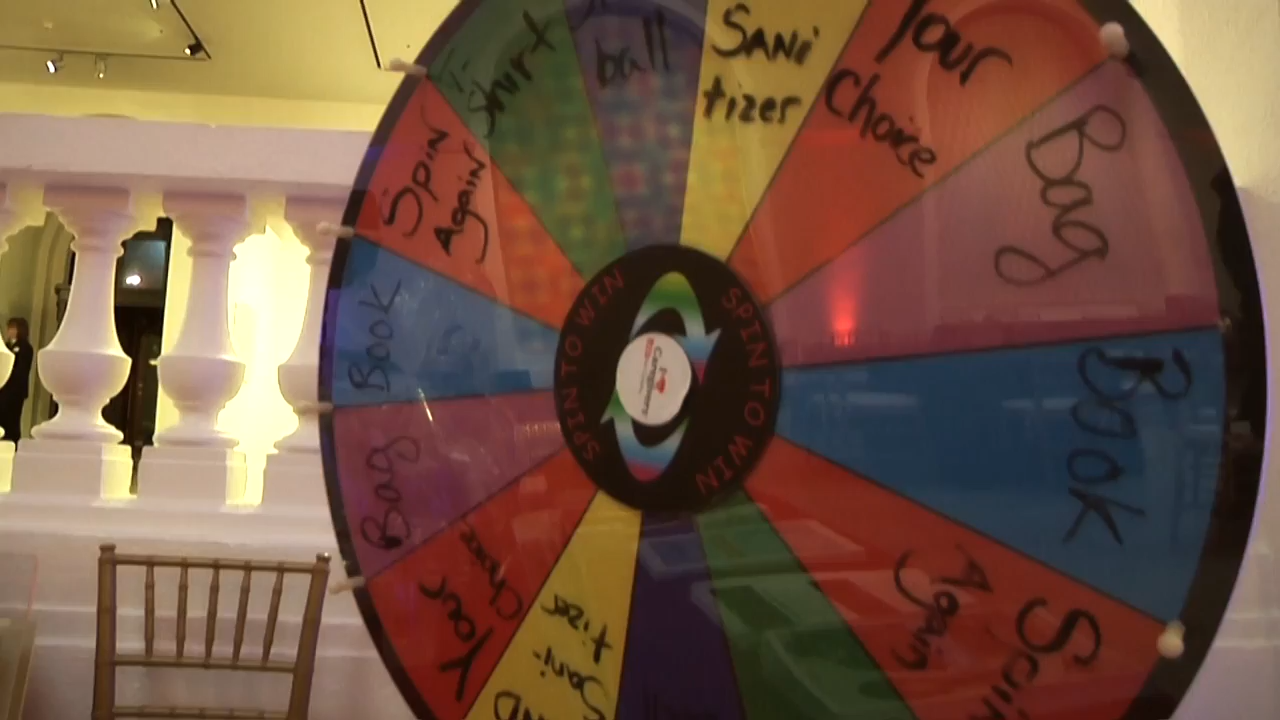 T-
Shirt
ball
SANi
tizer
Your
Choice
Bag
Book
Spin
Again
Your
Choice
Sani-
tizer
Bag
Book
Spin
Again
SPIN TO WIN
SPIN TO WIN
I
Caregivers